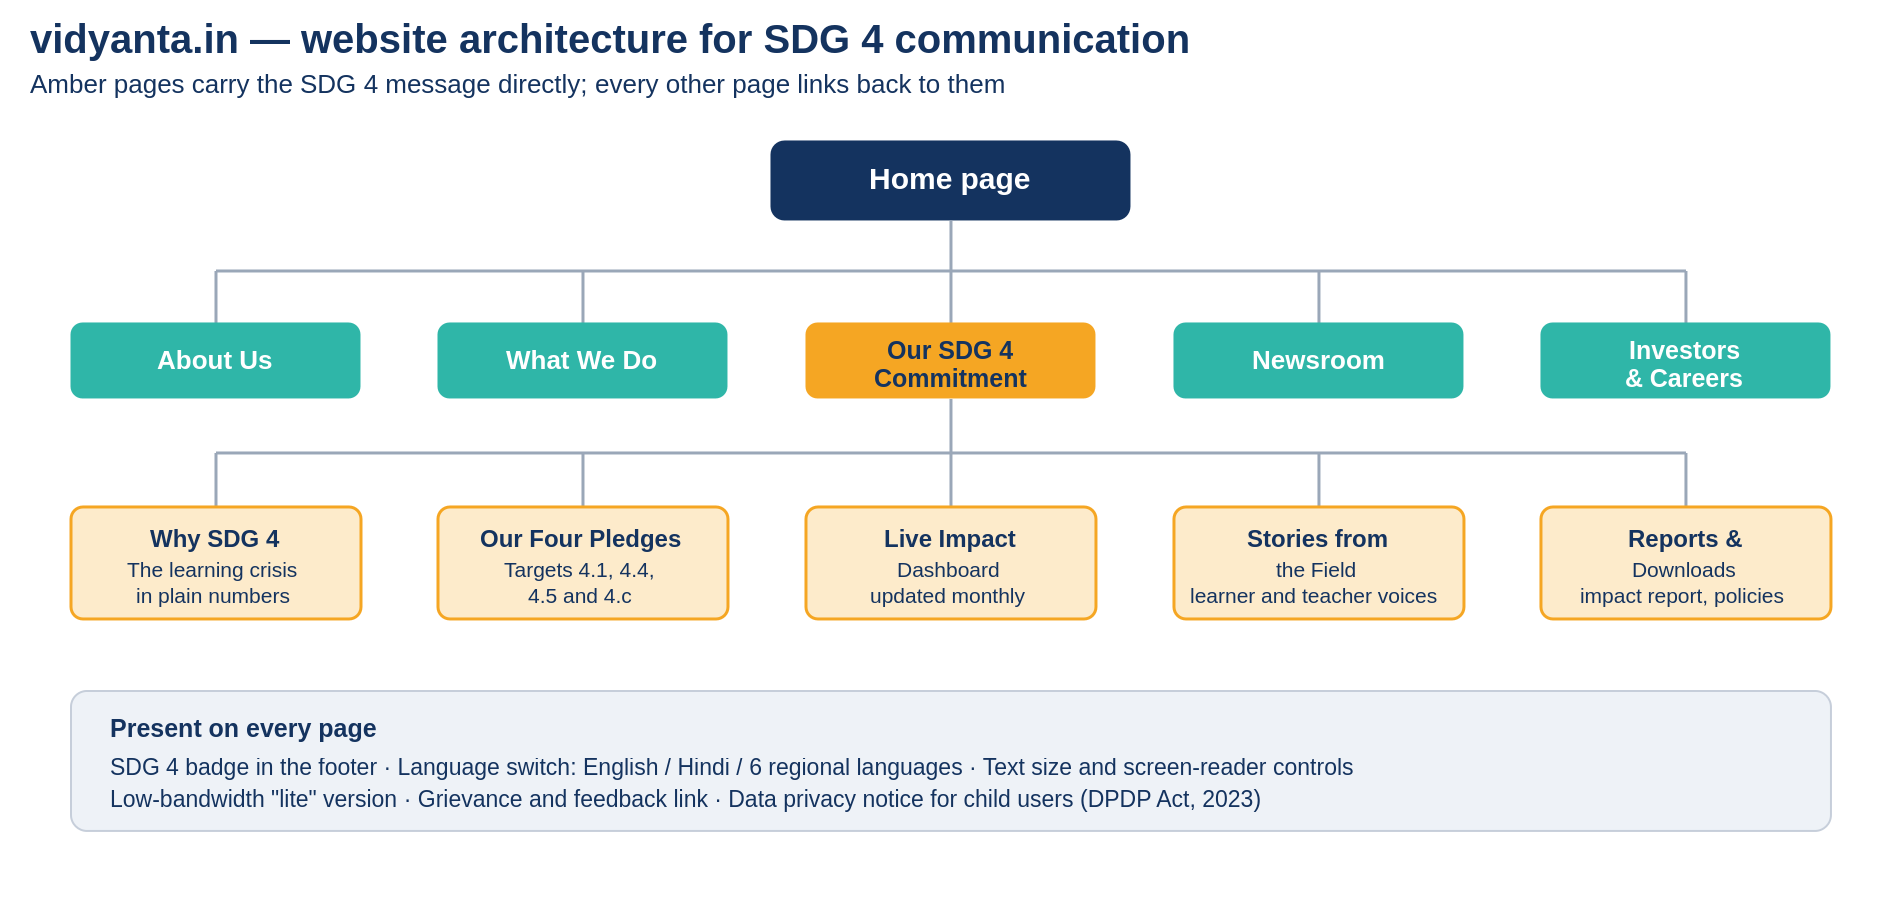 vidyanta.in — website architecture for SDG 4 communication
Amber pages carry the SDG 4 message directly; every other page links back to them
Home page
About Us
What We Do
Our SDG 4
Commitment
Newsroom
Investors
& Careers
Why SDG 4
The learning crisis
in plain numbers
Our Four Pledges
Targets 4.1, 4.4,
4.5 and 4.c
Live Impact
Dashboard
updated monthly
Stories from
the Field
learner and teacher voices
Reports &
Downloads
impact report, policies
Present on every page
SDG 4 badge in the footer · Language switch: English / Hindi / 6 regional languages · Text size and screen-reader controls
Low-bandwidth "lite" version · Grievance and feedback link · Data privacy notice for child users (DPDP Act, 2023)